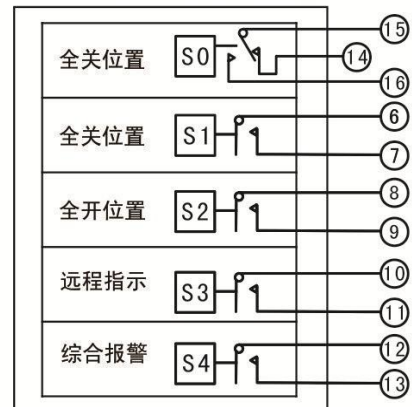 全关位置 S0 ⑮
⑭
⑯
全关位置 S1 ⑥
⑦
全开位置 S2 ⑧
⑨
远程指示 S3 ⑩
⑪
综合报警 S4 ⑫
⑬